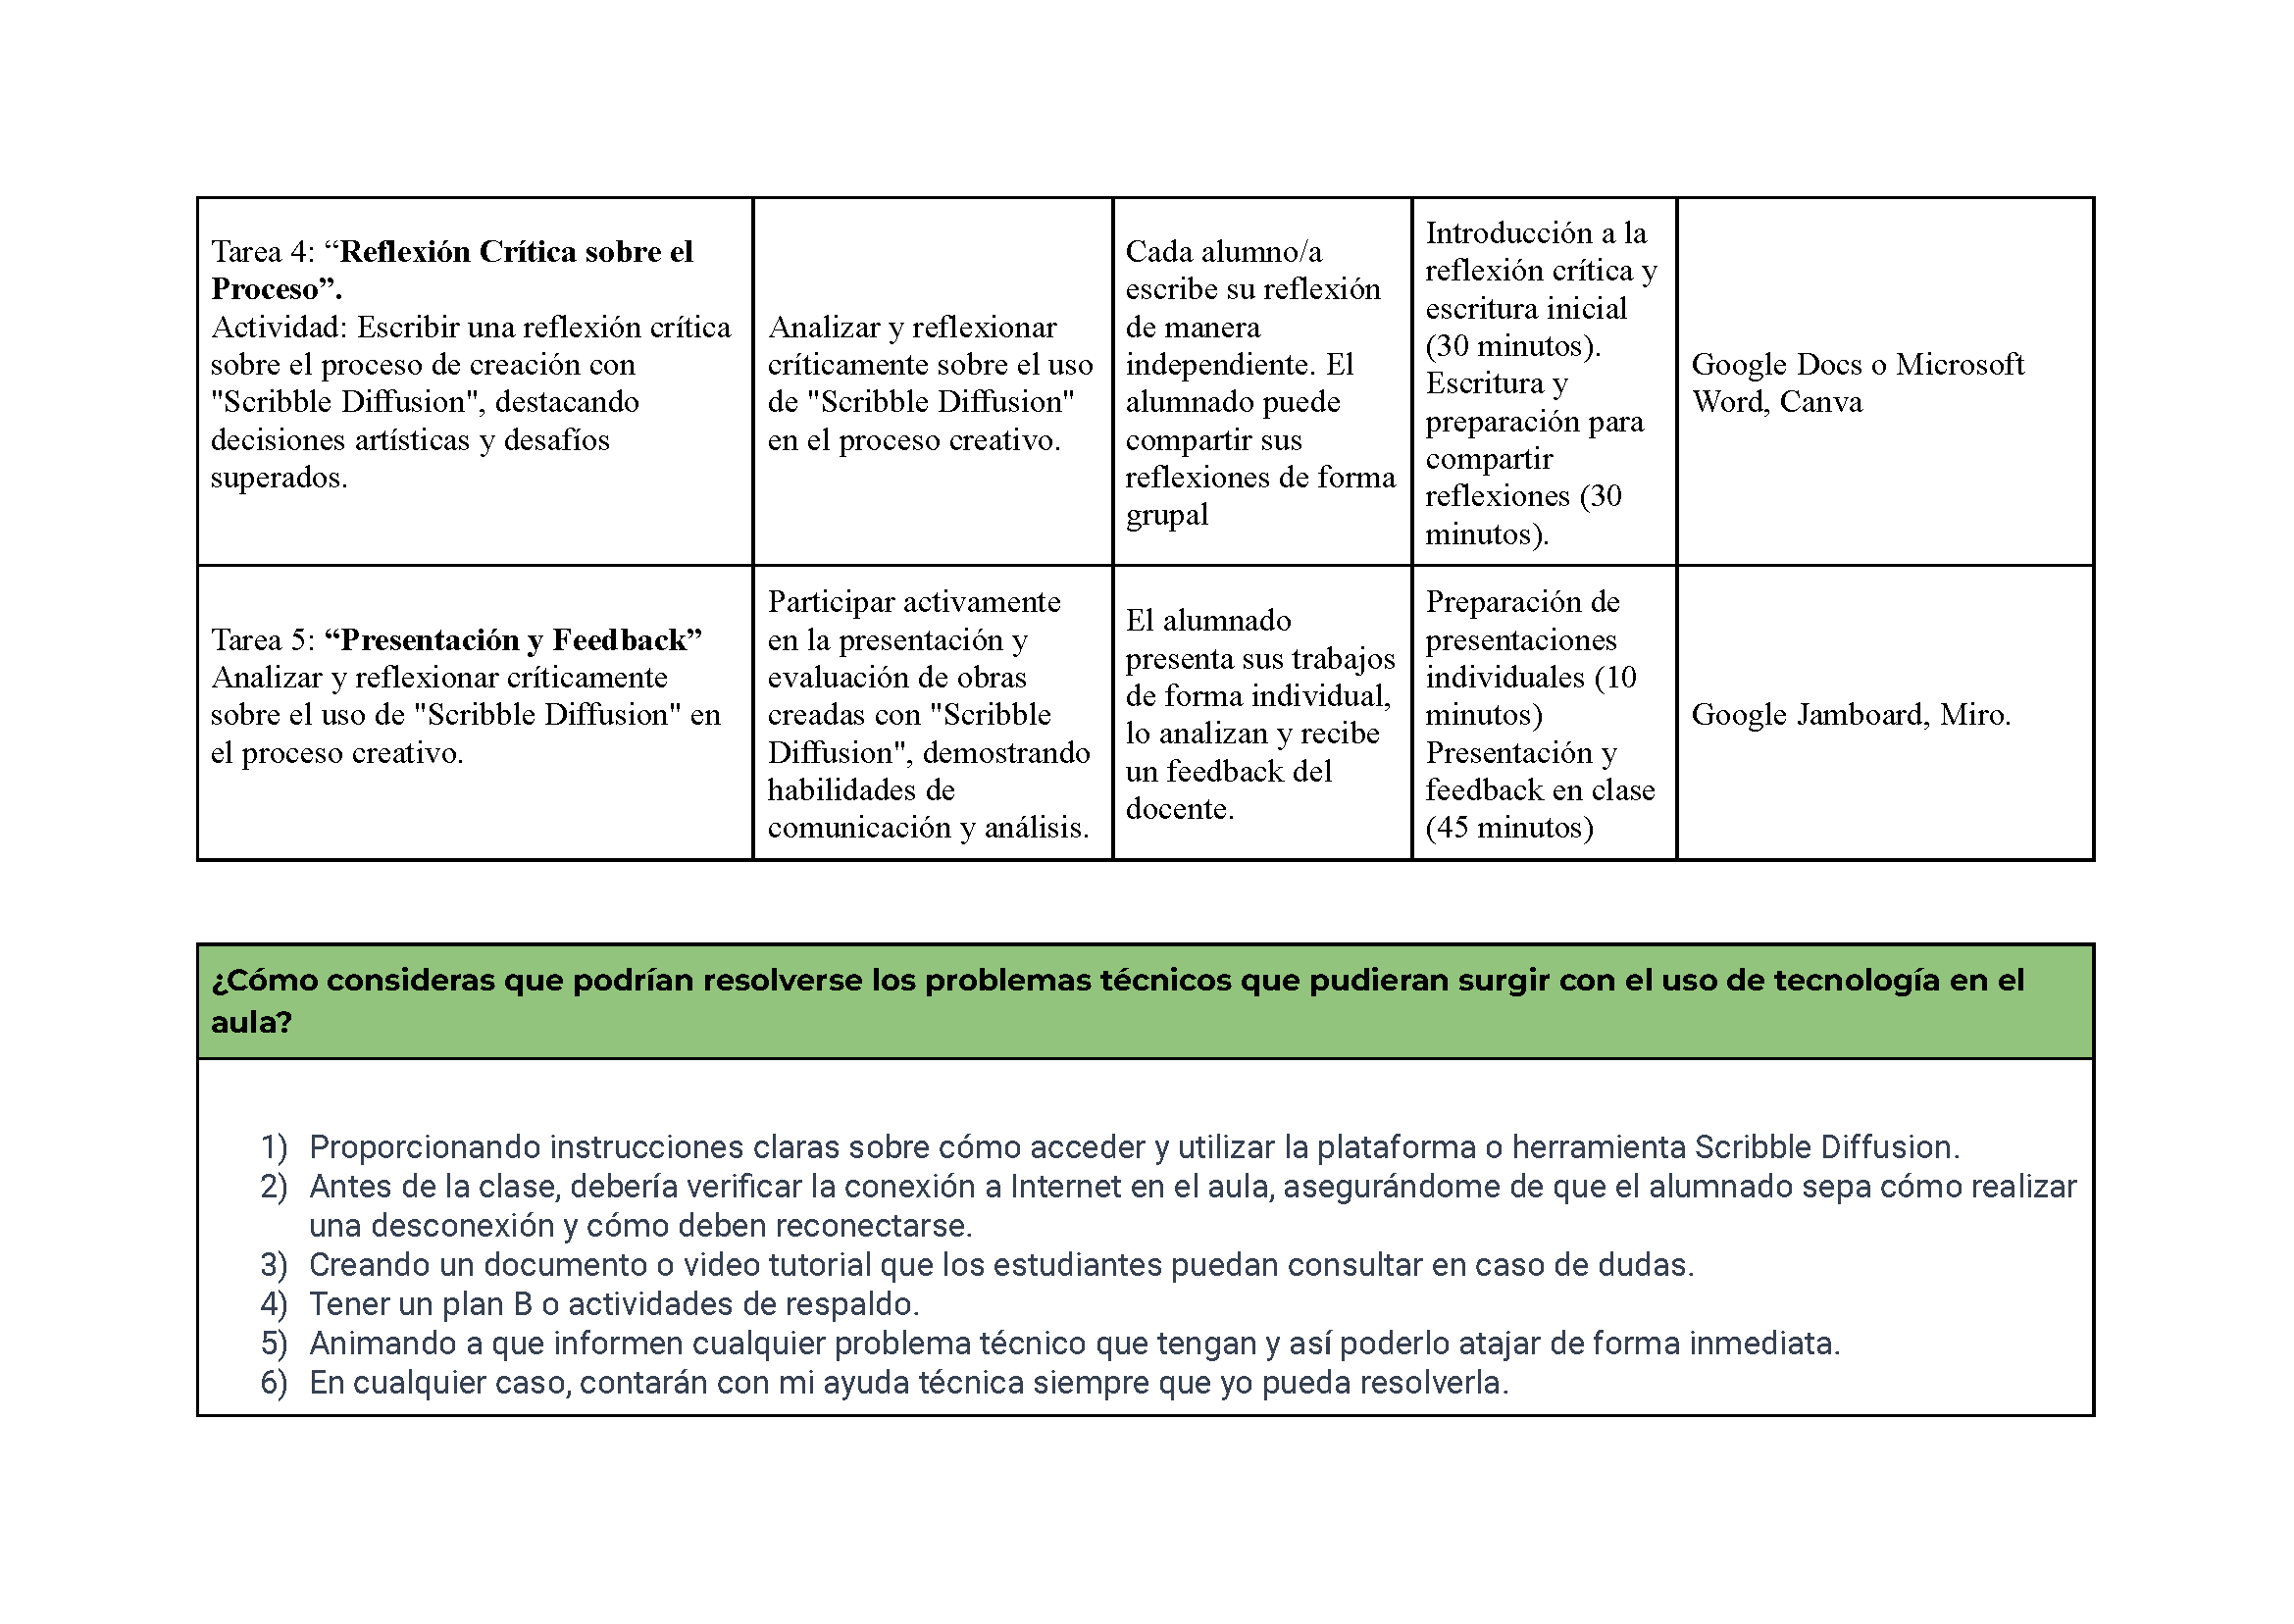 Tarea 4: “Reflexión Crítica sobre el
Proceso”.
Actividad: Escribir una reflexión crítica
sobre el proceso de creación con
"Scribble Diffusion", destacando
decisiones artísticas y desafíos
superados.
Analizar y reflexionar
críticamente sobre el uso
de "Scribble Diffusion"
en el proceso creativo.
Cada alumno/a
escribe su reflexión
de manera
independiente. El
alumnado puede
compartir sus
reflexiones de forma
grupal
Introducción a la
reflexión crítica y
escritura inicial
(30 minutos).
Escritura y
preparación para
compartir
reflexiones (30
minutos).
Google Docs o Microsoft
Word, Canva
Tarea 5: “Presentación y Feedback”
Analizar y reflexionar críticamente
sobre el uso de "Scribble Diffusion" en
el proceso creativo.
Participar activamente
en la presentación y
evaluación de obras
creadas con "Scribble
Diffusion", demostrando
habilidades de
comunicación y análisis.
El alumnado
presenta sus trabajos
de forma individual,
lo analizan y recibe
un feedback del
docente.
Preparación de
presentaciones
individuales (10
minutos)
Presentación y
feedback en clase
(45 minutos)
Google Jamboard, Miro.
¿Cómo consideras que podrían resolverse los problemas técnicos que pudieran surgir con el uso de tecnología en el
aula?
1) Proporcionando instrucciones claras sobre cómo acceder y utilizar la plataforma o herramienta Scribble Diffusion.
2) Antes de la clase, debería verificar la conexión a Internet en el aula, asegurándome de que el alumnado sepa cómo realizar
una desconexión y cómo deben reconectarse.
3) Creando un documento o video tutorial que los estudiantes puedan consultar en caso de dudas.
4) Tener un plan B o actividades de respaldo.
5) Animando a que informen cualquier problema técnico que tengan y así poderlo atajar de forma inmediata.
6) En cualquier caso, contarán con mi ayuda técnica siempre que yo pueda resolverla.